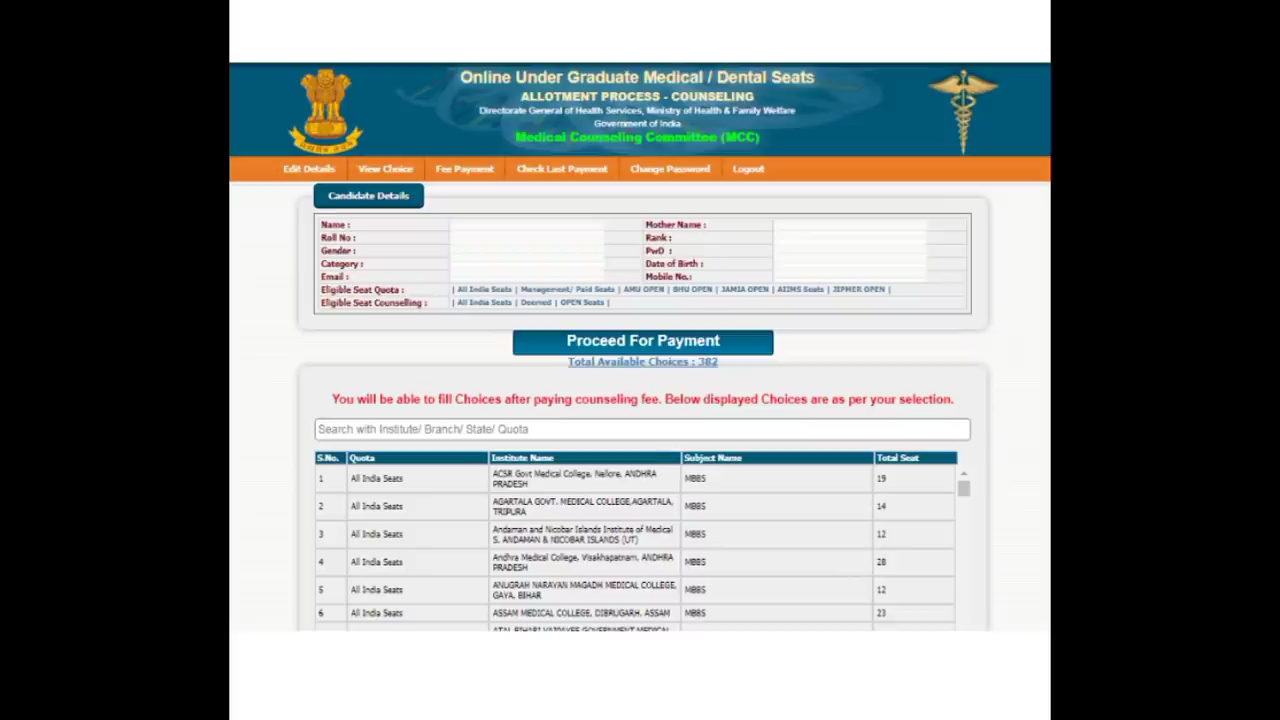 Online Under Graduate Medical / Dental Seats
ALLOTMENT PROCESS - COUNSELING
Directorate General of Health Services, Ministry of Health & Family Welfare
Government of India
Medical Counseling Committee (MCC)
Edit Details View Choice Fee Payment Check Last Payment Change Password Logout
Candidate Details
Name : Mother Name :
Roll No : Rank :
Gender : PwD :
Category : Date of Birth :
Email : Mobile No.:
Eligible Seat Quota : | All India Seats | Management/ Paid Seats | AMU OPEN | BHU OPEN | JAMIA OPEN | AIIMS Seats | JIPMER OPEN |
Eligible Seat Counselling : | All India Seats | Deemed | OPEN Seats |
Proceed For Payment
Total Available Choices : 382
You will be able to fill Choices after paying counseling fee. Below displayed Choices are as per your selection.
Search with Institute/ Branch/ State/ Quota
S.No. Quota Institute Name Subject Name Total Seat
1 All India Seats ACSR Govt Medical College, Nellore, ANDHRA PRADESH MBBS 19
2 All India Seats AGARTALA GOVT. MEDICAL COLLEGE,AGARTALA, TRIPURA MBBS 14
3 All India Seats Andaman and Nicobar Islands Institute of Medical S, ANDAMAN & NICOBAR ISLANDS (UT) MBBS 12
4 All India Seats Andhra Medical College, Visakhapatnam, ANDHRA PRADESH MBBS 28
5 All India Seats ANUGRAH NARAYAN MAGADH MEDICAL COLLEGE, GAYA, BIHAR MBBS 12
6 All India Seats ASSAM MEDICAL COLLEGE, DIBRUGARH, ASSAM MBBS 23
ATAL BIHARI VAJPAYEE GOVERNMENT MEDICAL